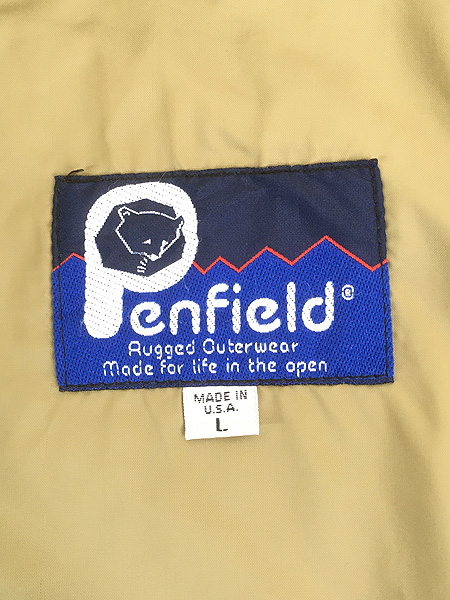 Penfield®
Rugged Outerwear
Made for life in the open
MADE IN
U.S.A.
L